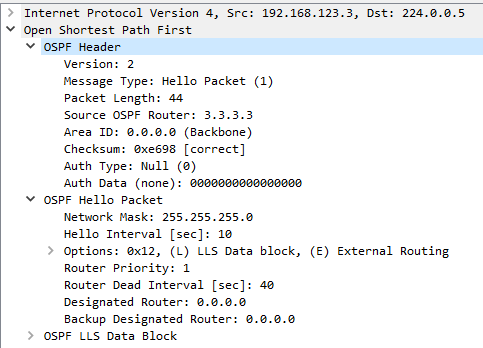 Internet Protocol Version 4, Src: 192.168.123.3, Dst: 224.0.0.5
Open Shortest Path First
OSPF Header
Version: 2
Message Type: Hello Packet (1)
Packet Length: 44
Source OSPF Router: 3.3.3.3
Area ID: 0.0.0.0 (Backbone)
Checksum: 0xe698 [correct]
Auth Type: Null (0)
Auth Data (none): 0000000000000000
OSPF Hello Packet
Network Mask: 255.255.255.0
Hello Interval [sec]: 10
Options: 0x12, (L) LLS Data block, (E) External Routing
Router Priority: 1
Router Dead Interval [sec]: 40
Designated Router: 0.0.0.0
Backup Designated Router: 0.0.0.0
OSPF LLS Data Block